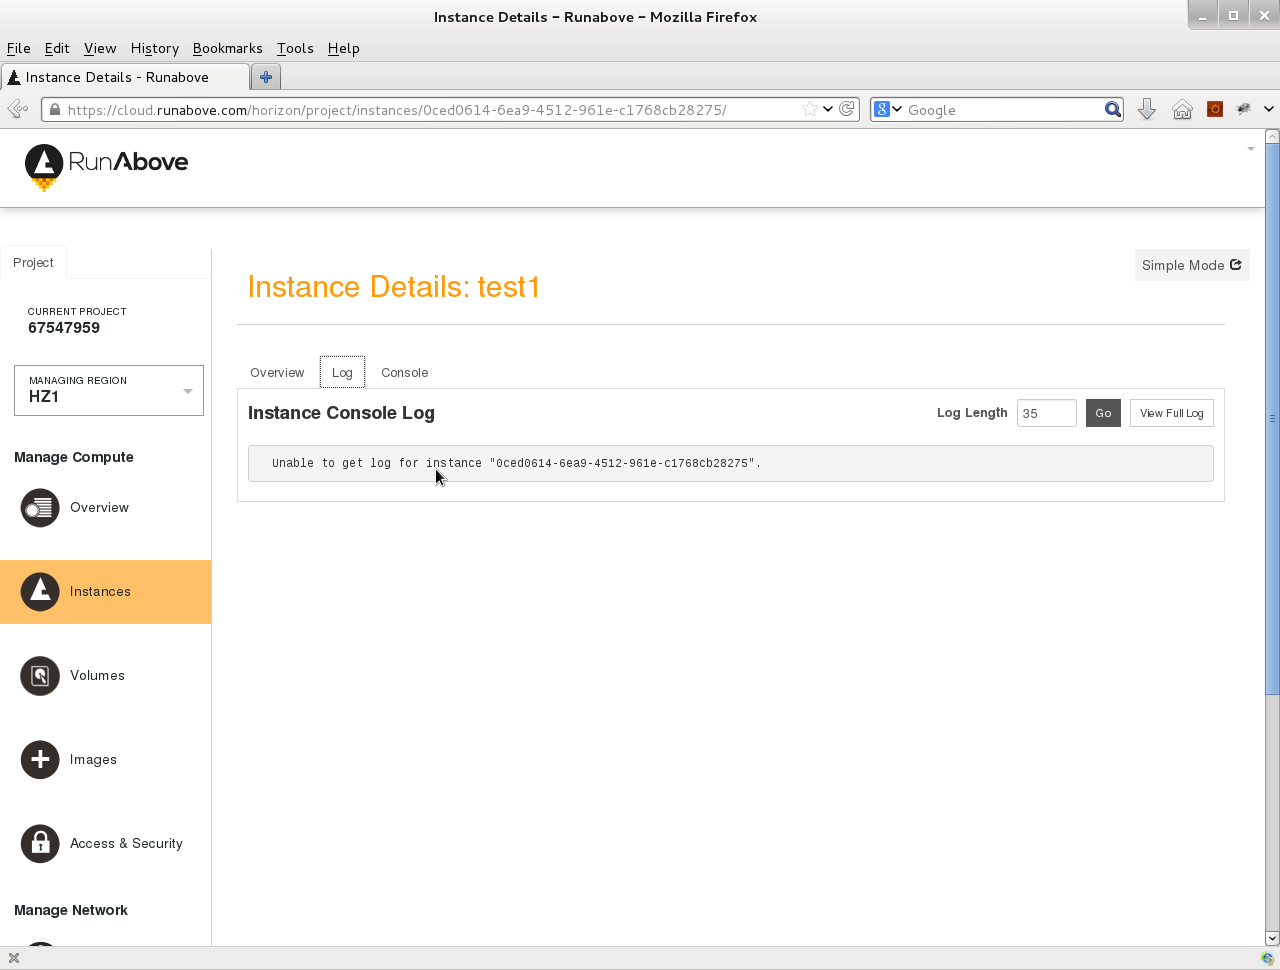 Instance Details – Runabove – Mozilla Firefox
File Edit View History Bookmarks Tools Help
Instance Details - Runabove
https://cloud.runabove.com/horizon/project/instances/0ced0614-6ea9-4512-961e-c1768cb28275/
8 Google
RunAbove
Project
Simple Mode
Instance Details: test1
CURRENT PROJECT
67547959
MANAGING REGION
HZ1
Overview Log Console
Instance Console Log
Log Length 35 Go View Full Log
Unable to get log for instance "0ced0614-6ea9-4512-961e-c1768cb28275".
Manage Compute
Overview
Instances
Volumes
Images
Access & Security
Manage Network